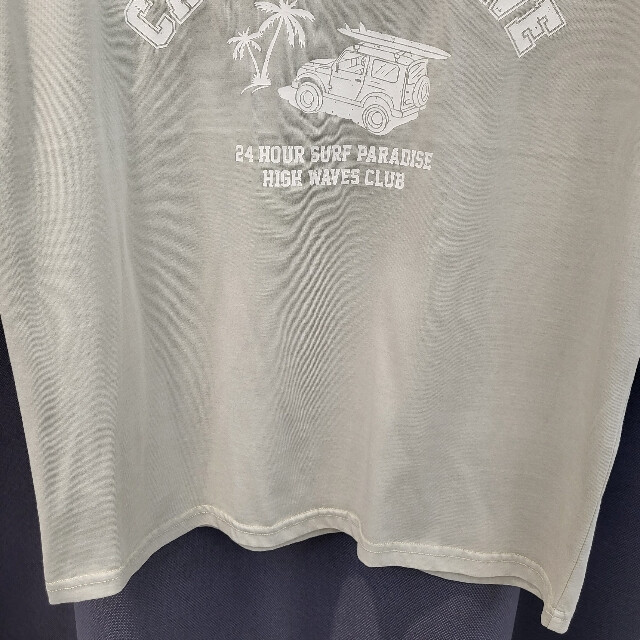 24 HOUR SURF PARADISE
HIGH WAVES CLUB